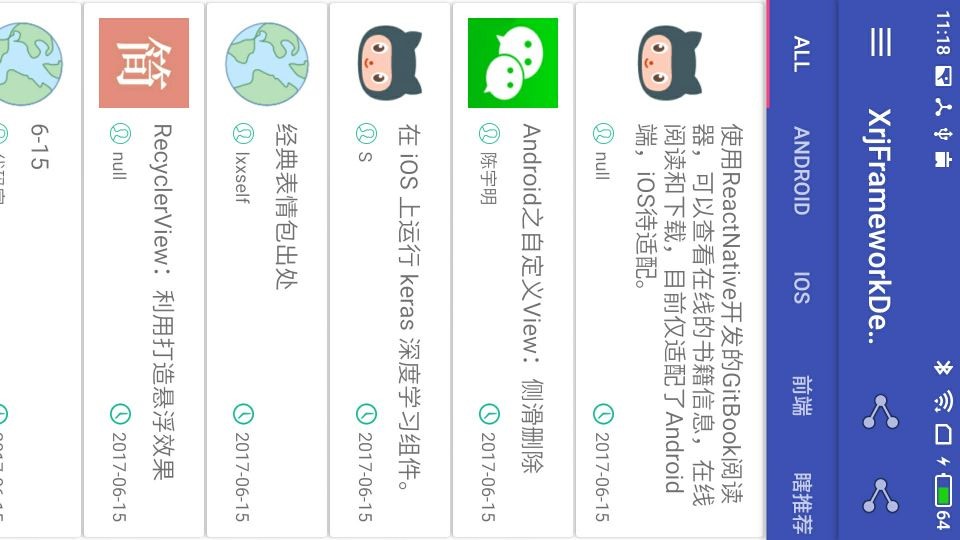 11:18
64
XrjFrameworkDe..
ALL ANDROID IOS 前端 瞎推荐
使用ReactNative开发的GitBook阅读
器，可以查看在线的书籍信息，在线
阅读和下载，目前仅适配了Android
端，iOS待适配。
null 2017-06-15
Android之自定义View：侧滑删除
陈宇明 2017-06-15
在 iOS 上运行 keras 深度学习组件。
S 2017-06-15
经典表情包出处
lxxself 2017-06-15
简
RecyclerView：利用打造悬浮效果
null 2017-06-15
6-15